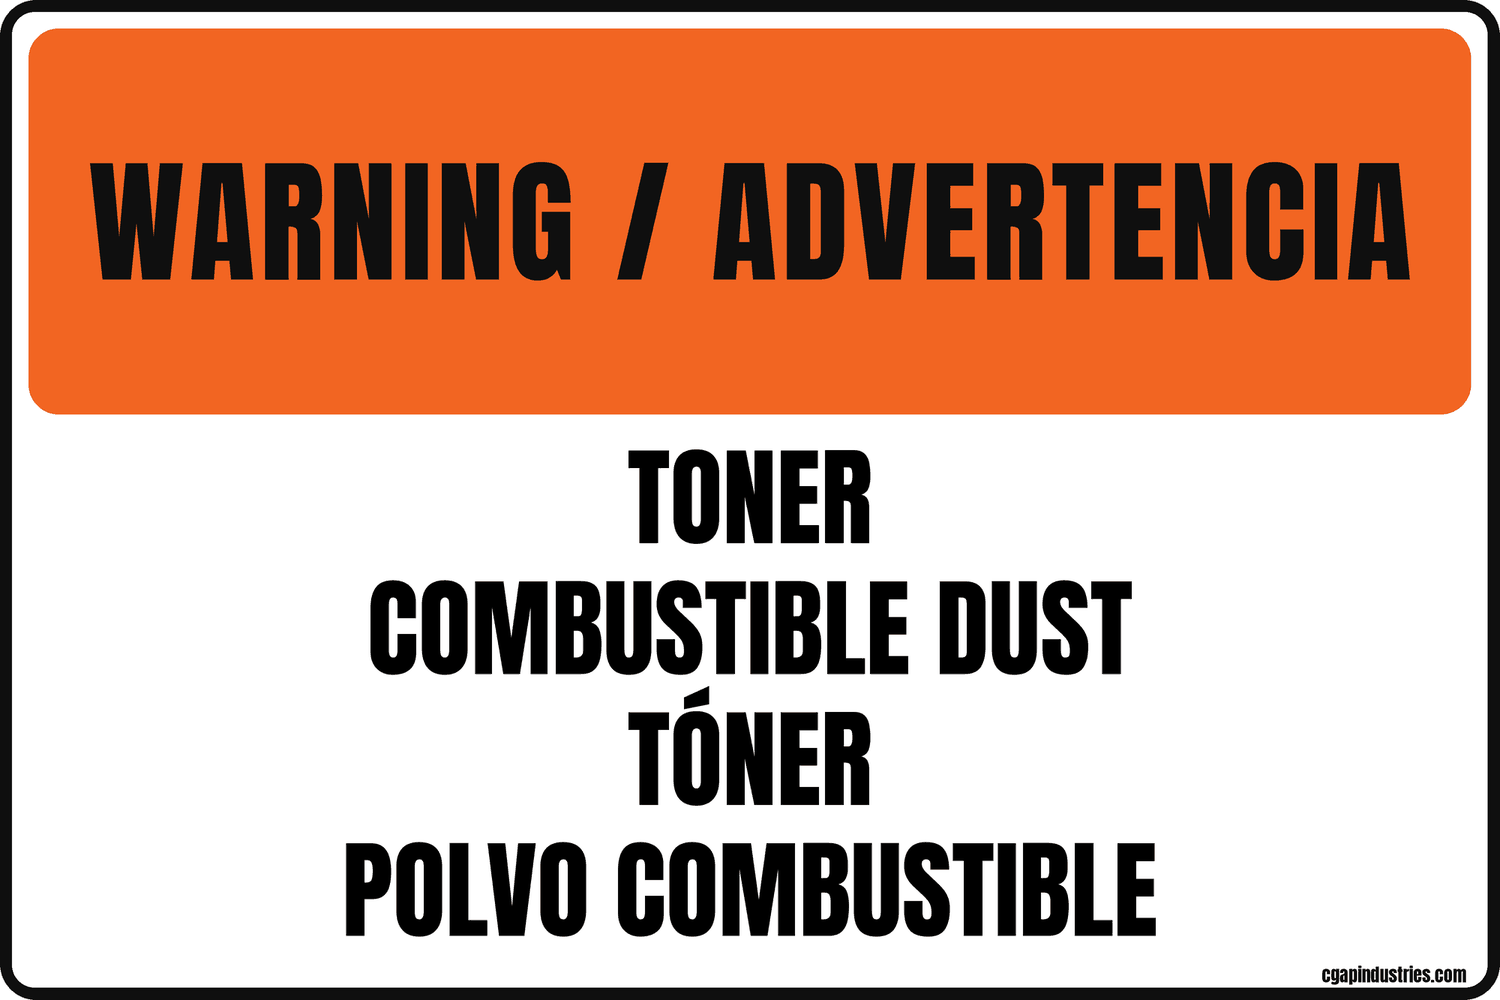 WARNING / ADVERTENCIA
TONER
COMBUSTIBLE DUST
TÓNER
POLVO COMBUSTIBLE
cgapindustries.com